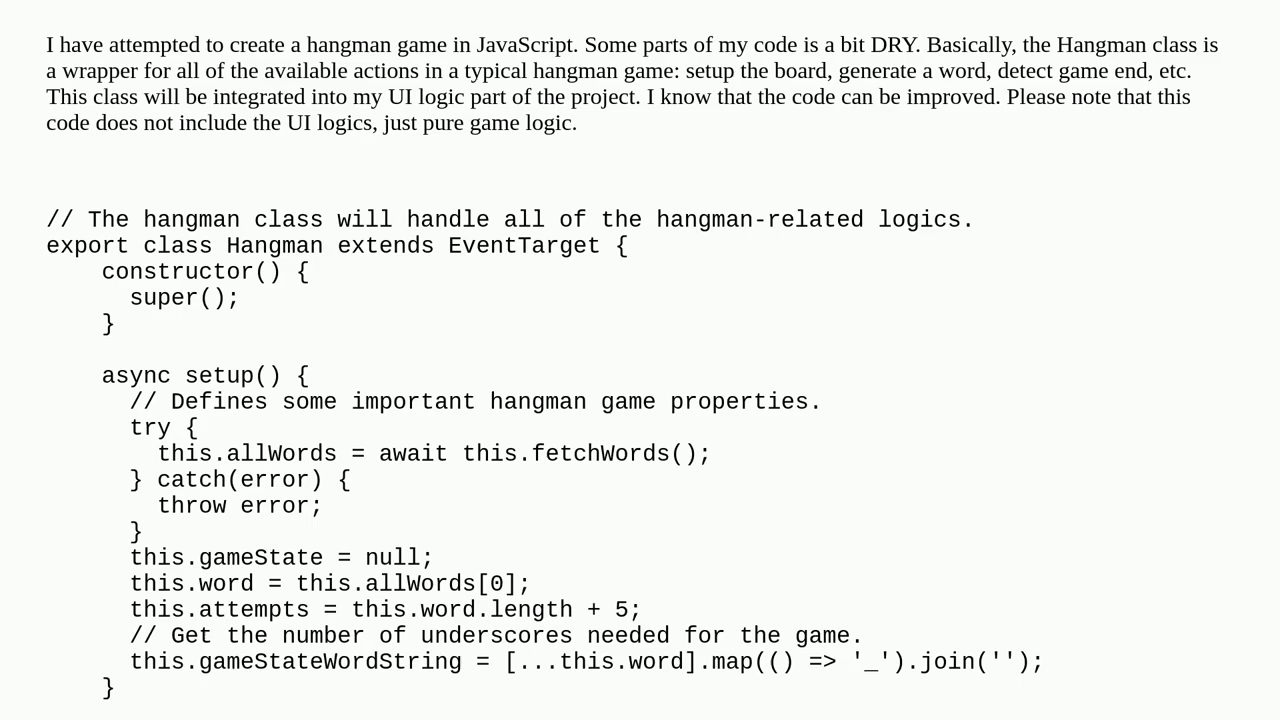 I have attempted to create a hangman game in JavaScript. Some parts of my code is a bit DRY. Basically, the Hangman class is
a wrapper for all of the available actions in a typical hangman game: setup the board, generate a word, detect game end, etc.
This class will be integrated into my UI logic part of the project. I know that the code can be improved. Please note that this
code does not include the UI logics, just pure game logic.
// The hangman class will handle all of the hangman-related logics.
export class Hangman extends EventTarget {
    constructor() {
      super();
    }
    async setup() {
      // Defines some important hangman game properties.
      try {
        this.allWords = await this.fetchWords();
      } catch(error) {
        throw error;
      }
      this.gameState = null;
      this.word = this.allWords[0];
      this.attempts = this.word.length + 5;
      // Get the number of underscores needed for the game.
      this.gameStateWordString = [...this.word].map(() => '_').join('');
    }